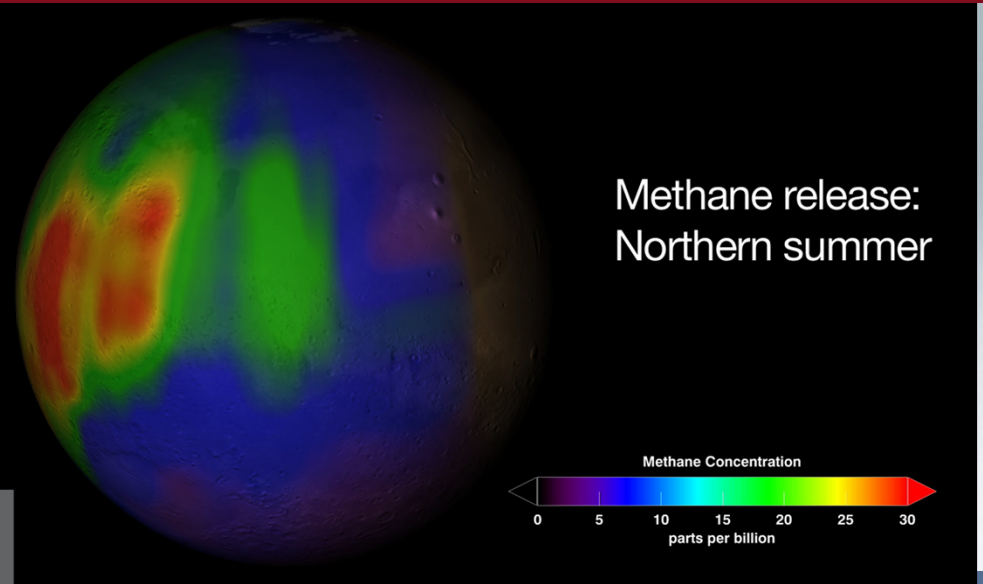 Methane release:
Northern summer
Methane Concentration
0 5 10 15 20 25 30
parts per billion